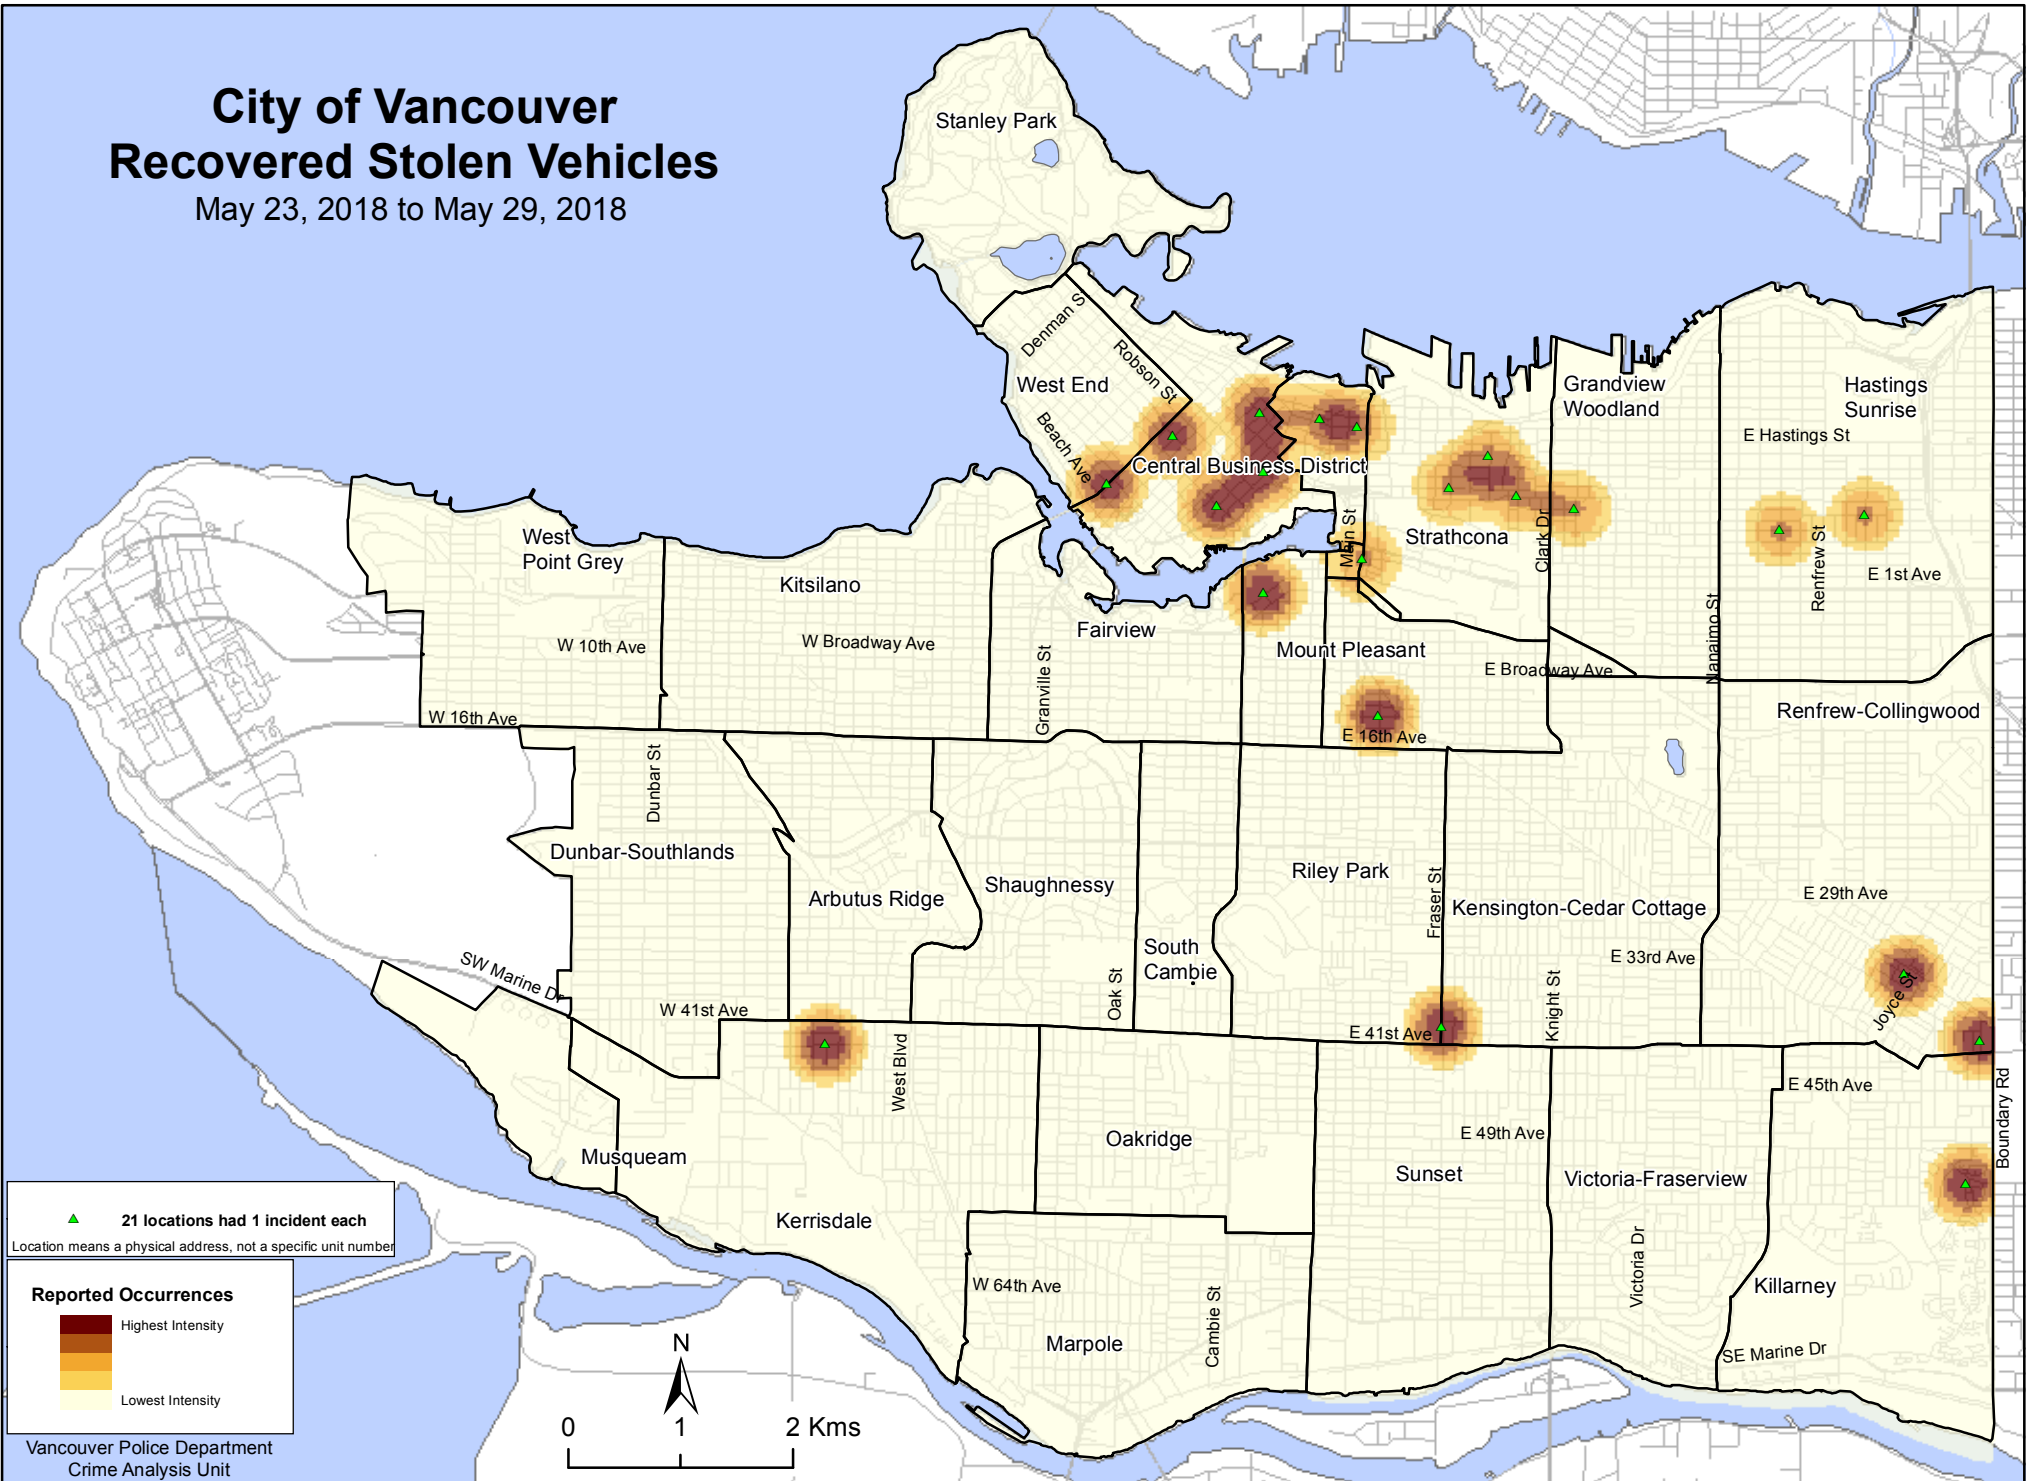 City of Vancouver
Recovered Stolen Vehicles
May 23, 2018 to May 29, 2018
Stanley Park
Denman S
Robson St
West End
Beach Ave
Central Business District
Grandview
Woodland
Hastings
Sunrise
E Hastings St
Main St
Strathcona
Clark Dr
Renfrew St
E 1st Ave
Nanaimo St
West
Point Grey
Kitsilano
W 10th Ave
W Broadway Ave
Fairview
Granville St
Mount Pleasant
E Broadway Ave
W 16th Ave
E 16th Ave
Renfrew-Collingwood
Dunbar St
Dunbar-Southlands
Arbutus Ridge
Shaughnessy
Riley Park
Fraser St
Kensington-Cedar Cottage
E 29th Ave
South
Cambie
E 33rd Ave
SW Marine Dr
W 41st Ave
Oak St
E 41st Ave
Knight St
Joyce St
West Blvd
E 45th Ave
Boundary Rd
Musqueam
Oakridge
E 49th Ave
Sunset
Victoria-Fraserview
Kerrisdale
Victoria Dr
W 64th Ave
Cambie St
Killarney
Marpole
SE Marine Dr
21 locations had 1 incident each
Location means a physical address, not a specific unit number
Reported Occurrences
Highest Intensity
Lowest Intensity
N
0 1 2 Kms
Vancouver Police Department
Crime Analysis Unit